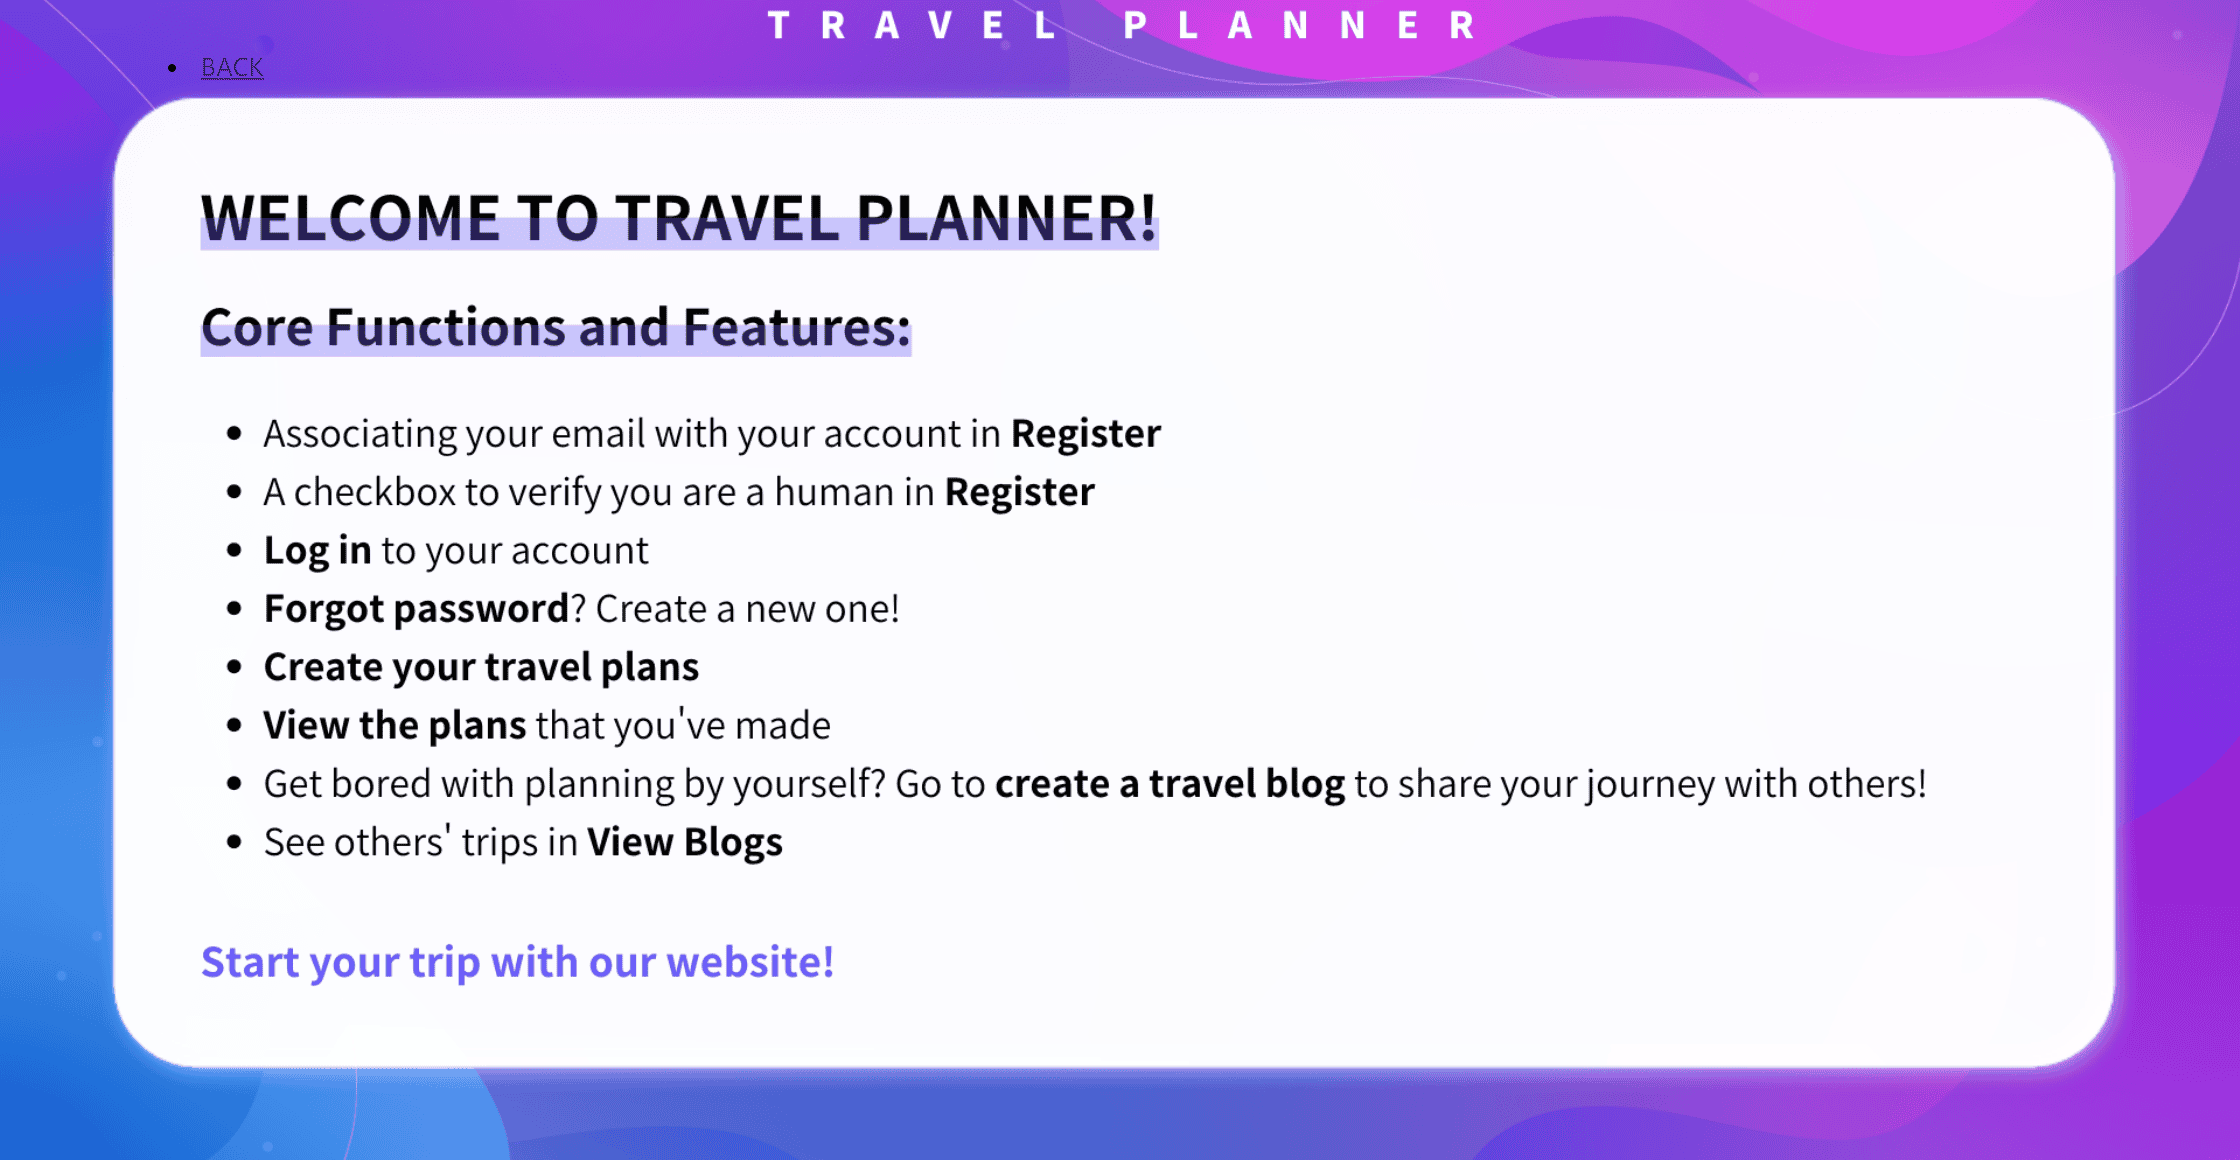 TRAVEL PLANNER
BACK
WELCOME TO TRAVEL PLANNER!
Core Functions and Features:
Associating your email with your account in Register
A checkbox to verify you are a human in Register
Log in to your account
Forgot password? Create a new one!
Create your travel plans
View the plans that you've made
Get bored with planning by yourself? Go to create a travel blog to share your journey with others!
See others' trips in View Blogs
Start your trip with our website!